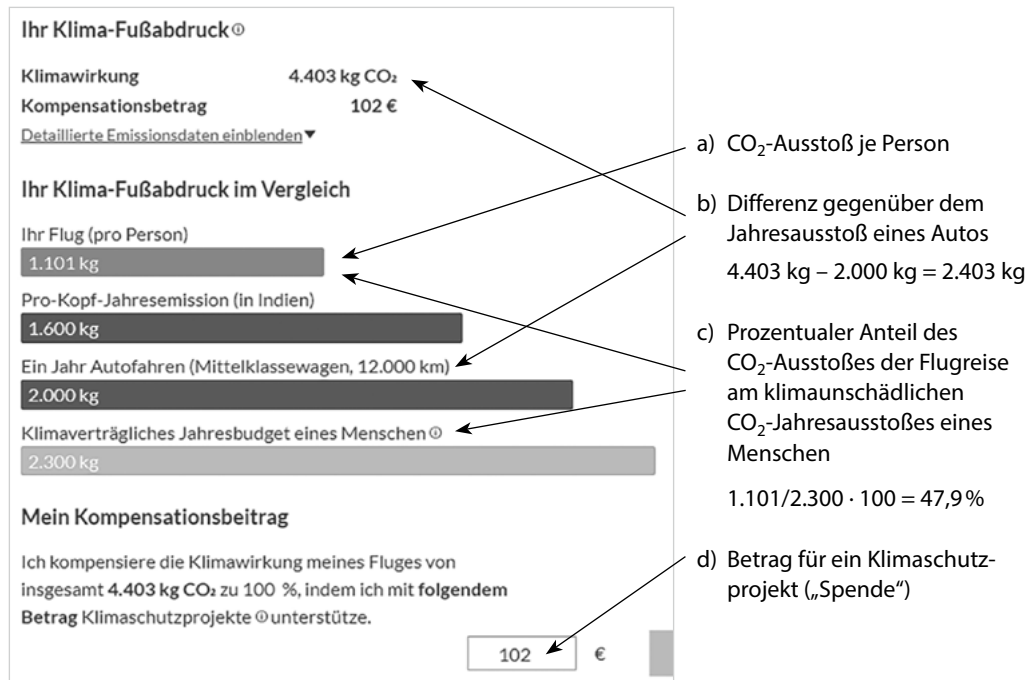 Ihr Klima-Fußabdruck ⓘ
Klimawirkung 4.403 kg CO₂
Kompensationsbetrag 102 €
Detaillierte Emissionsdaten einblenden ▼
Ihr Klima-Fußabdruck im Vergleich
Ihr Flug (pro Person)
1.101 kg
Pro-Kopf-Jahresemission (in Indien)
1.600 kg
Ein Jahr Autofahren (Mittelklassewagen, 12.000 km)
2.000 kg
Klimaverträgliches Jahresbudget eines Menschen ⓘ
2.300 kg
Mein Kompensationsbeitrag
Ich kompensiere die Klimawirkung meines Fluges von
insgesamt 4.403 kg CO₂ zu 100 %, indem ich mit folgendem
Betrag Klimaschutzprojekte ⓘ unterstütze.
102 €
a) CO₂-Ausstoß je Person
b) Differenz gegenüber dem
Jahresausstoß eines Autos
4.403 kg – 2.000 kg = 2.403 kg
c) Prozentualer Anteil des
CO₂-Ausstoßes der Flugreise
am klimaunschädlichen
CO₂-Jahresausstoßes eines
Menschen
1.101/2.300 · 100 = 47,9 %
d) Betrag für ein Klimaschutz-
projekt („Spende“)